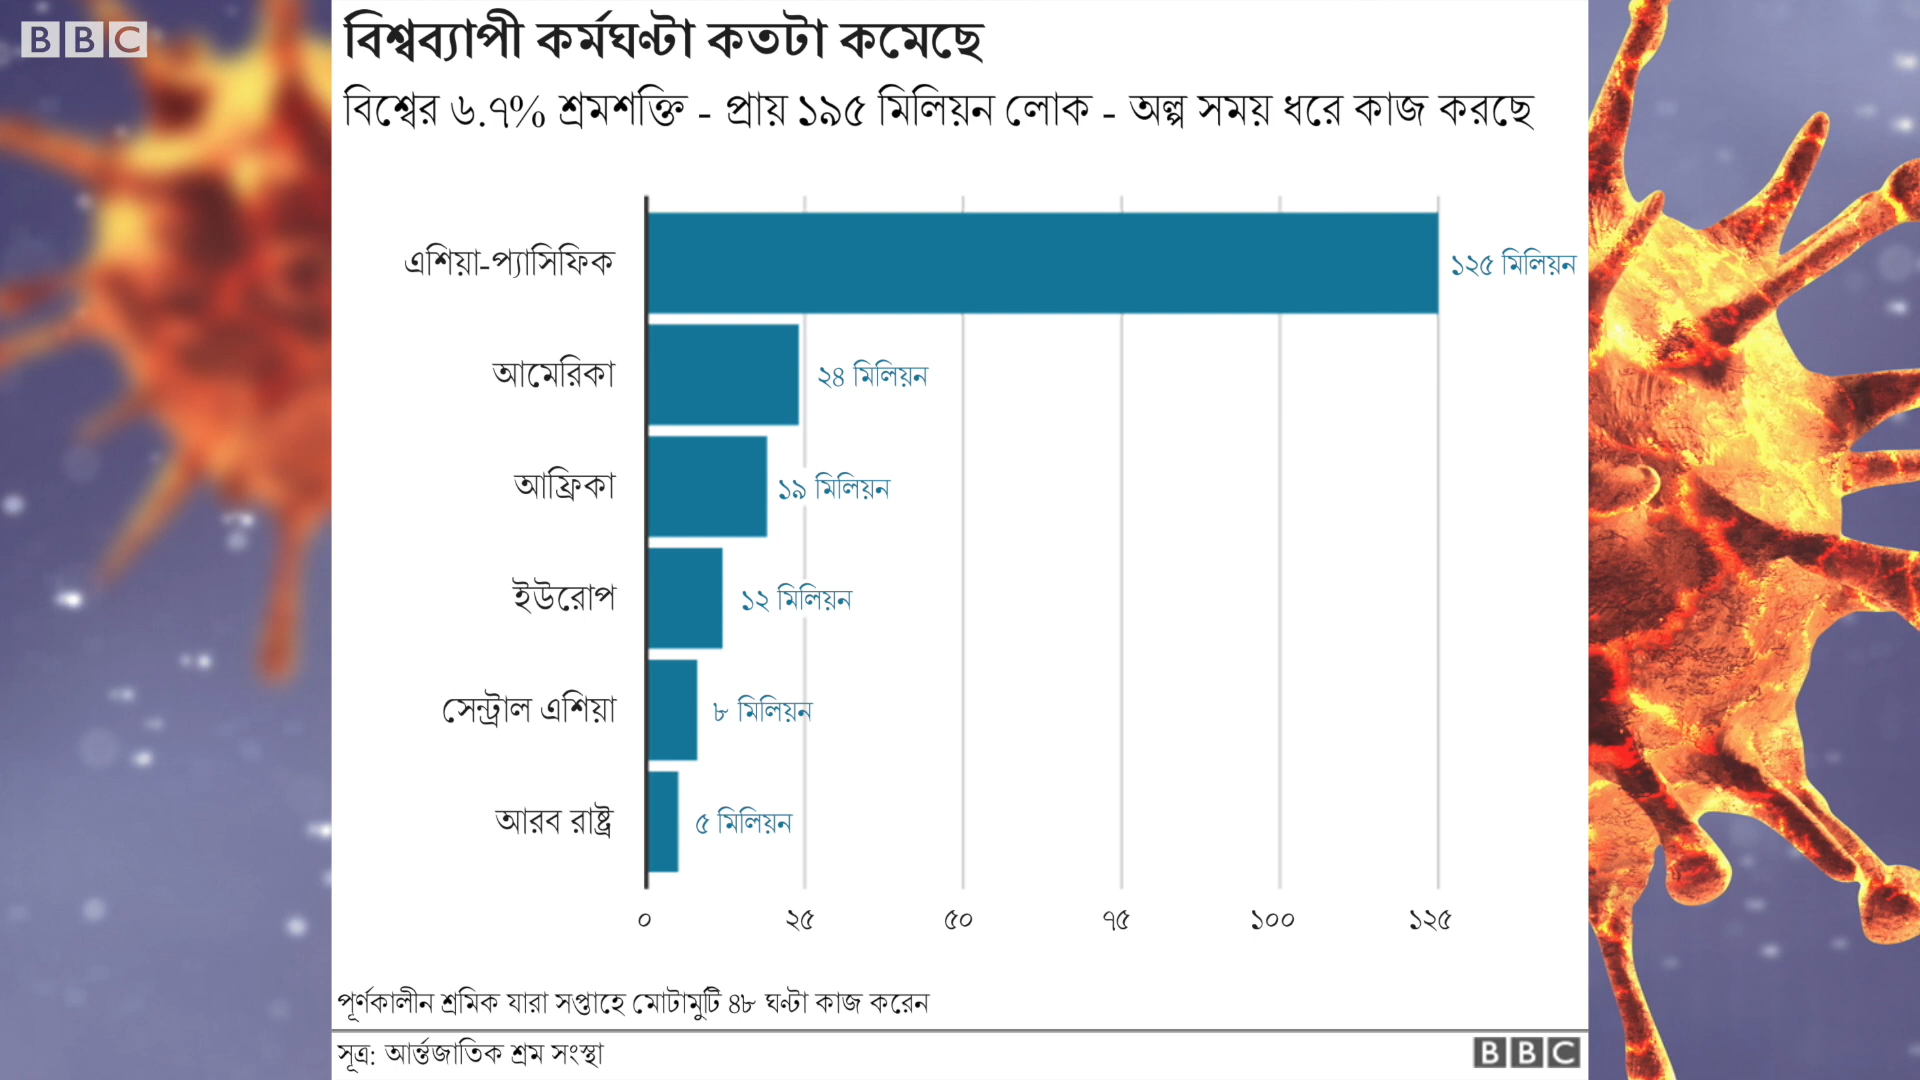 BBC
বিশ্বব্যাপী কর্মঘণ্টা কতটা কমেছে
বিশ্বের ৬.৭% শ্রমশক্তি - প্রায় ১৯৫ মিলিয়ন লোক - অল্প সময় ধরে কাজ করছে
এশিয়া-প্যাসিফিক ১২৫ মিলিয়ন
আমেরিকা ২৪ মিলিয়ন
আফ্রিকা ১৯ মিলিয়ন
ইউরোপ ১২ মিলিয়ন
সেন্ট্রাল এশিয়া ৮ মিলিয়ন
আরব রাষ্ট্র ৫ মিলিয়ন
০ ২৫ ৫০ ৭৫ ১০০ ১২৫
পূর্ণকালীন শ্রমিক যারা সপ্তাহে মোটামুটি ৪৮ ঘণ্টা কাজ করেন
সূত্র: আর্ন্তজাতিক শ্রম সংস্থা
BBC